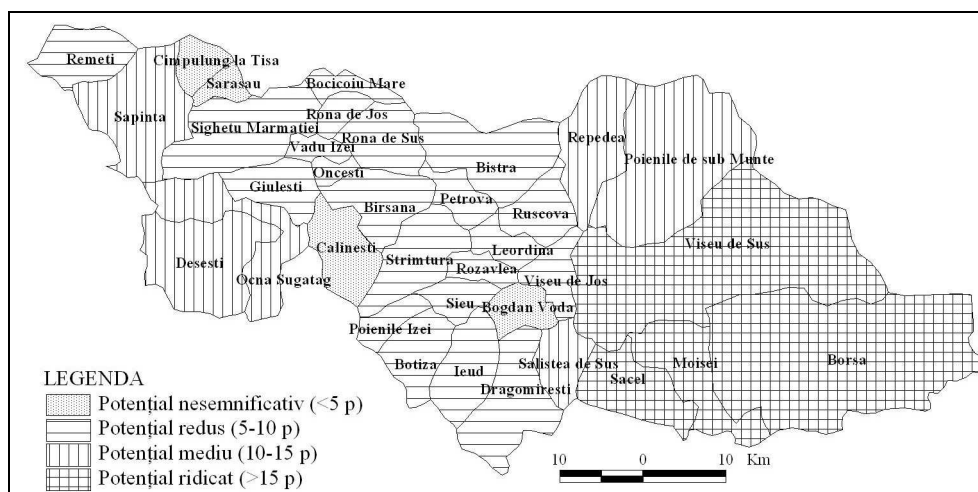 Remeti
Cimpulung la Tisa
Sarasau
Bocicoiu Mare
Sapinta
Rona de Jos
Sighetu Marmatiei
Rona de Sus
Repedea
Vadu Izei
Poienile de sub Munte
Oncesti
Bistra
Giulesti
Petrova
Birsana
Ruscova
Calinesti
Viseu de Sus
Leordina
Strimtura
Desesti
Rozavlea
Ocna Sugatag
Viseu de Jos
Sieu
Bogdan Voda
Poienile Izei
Botiza
Ieud
Salistea de Sus
Moisei
Borsa
Sacel
Dragomiresti
LEGENDA
Potențial nesemnificativ (<5 p)
Potențial redus (5-10 p)
Potențial mediu (10-15 p)
Potențial ridicat (>15 p)
10 0 10 Km